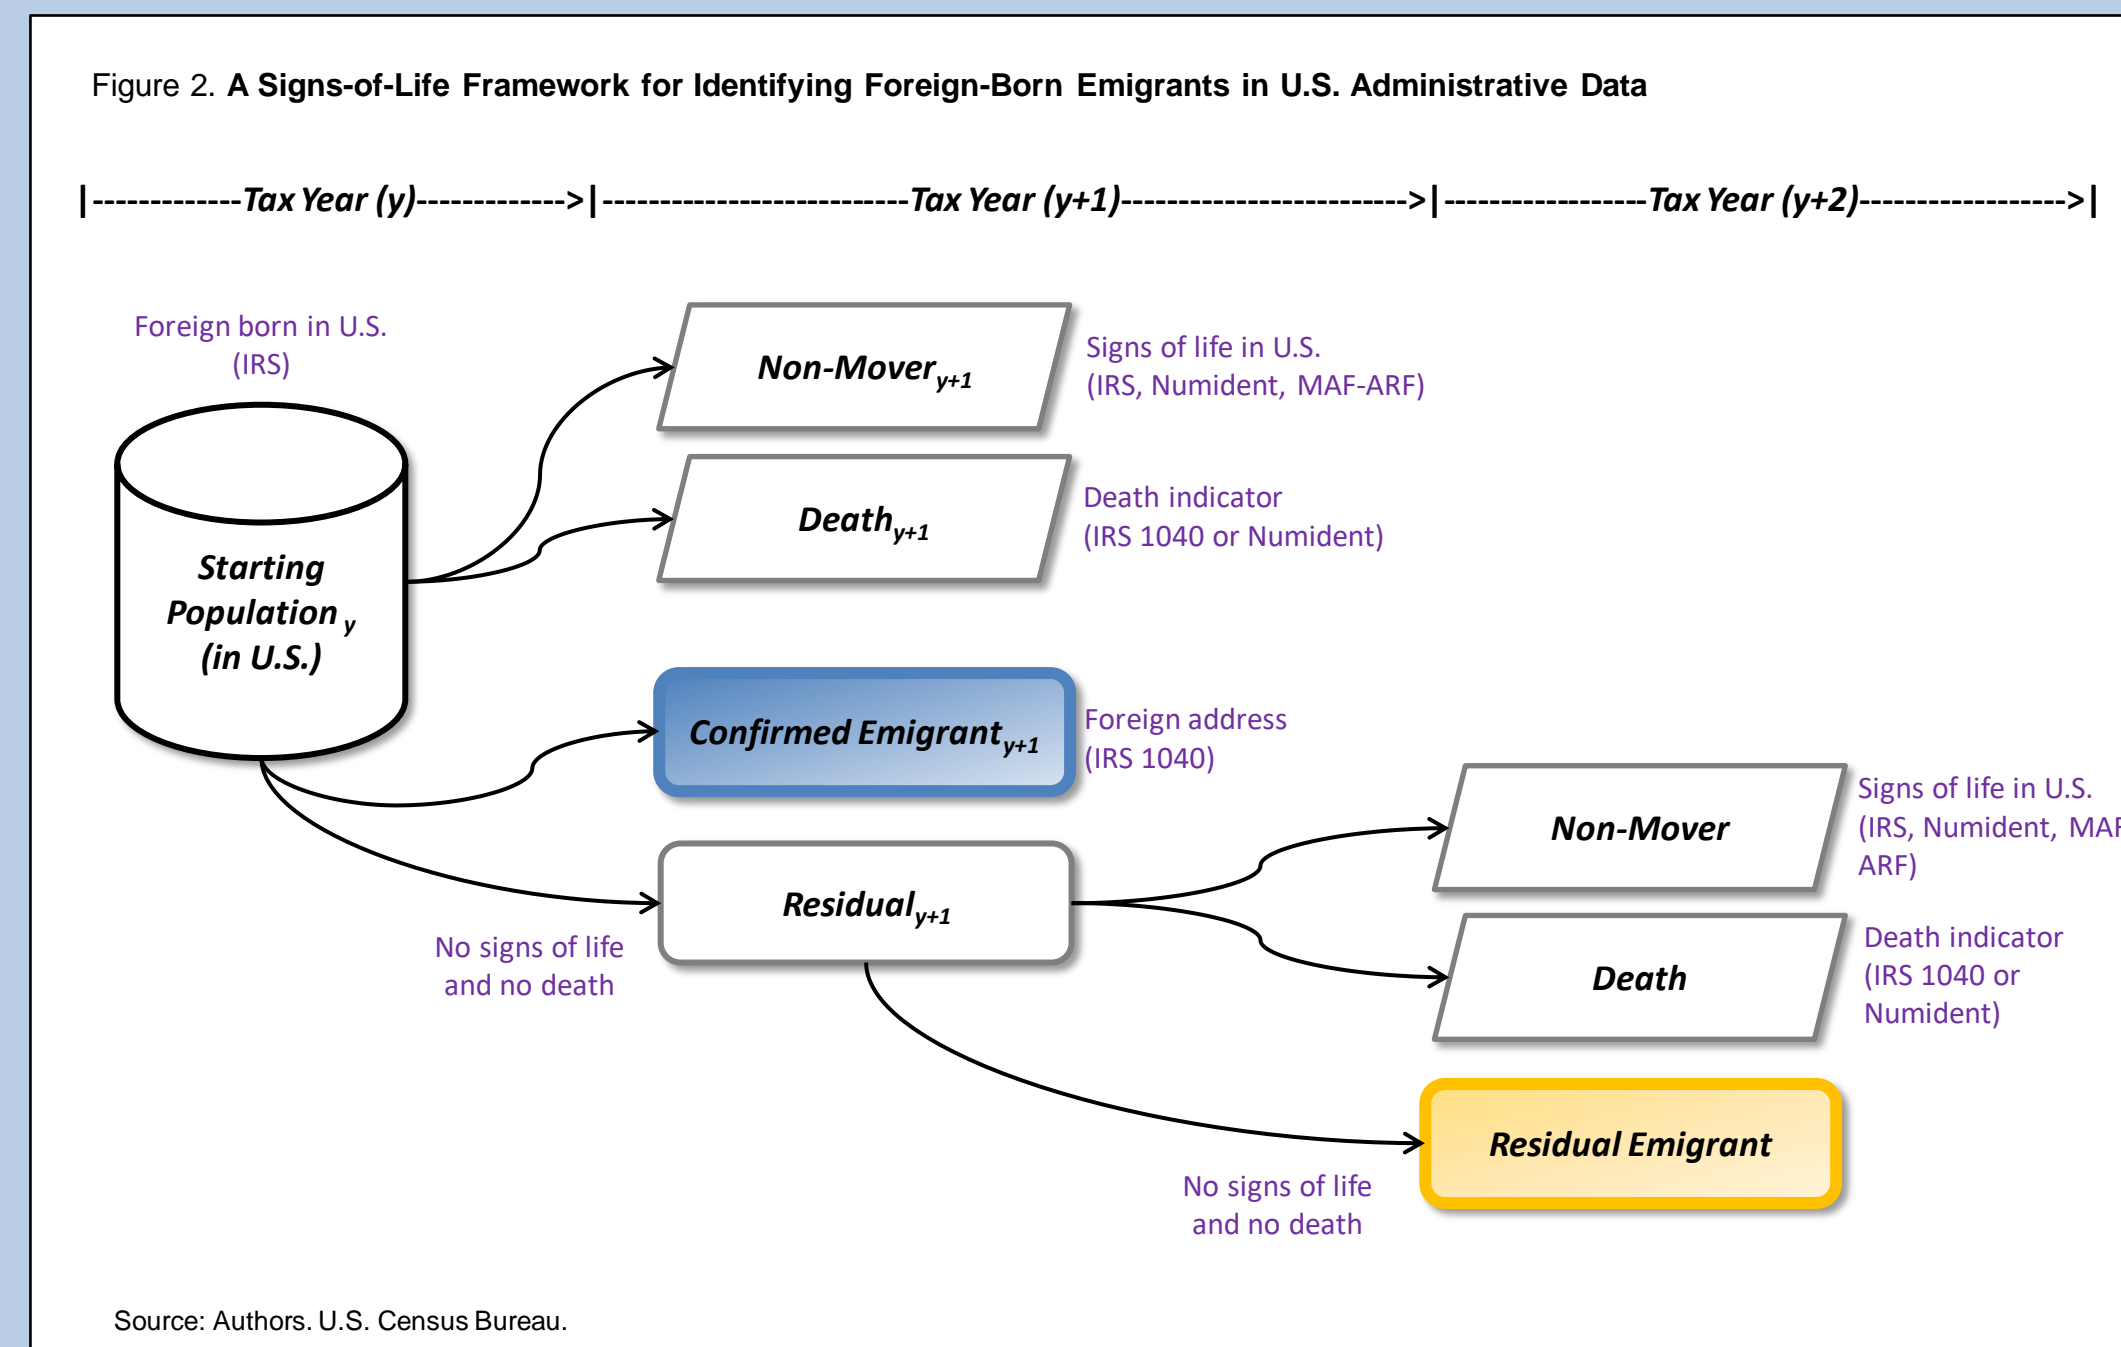 Figure 2. A Signs-of-Life Framework for Identifying Foreign-Born Emigrants in U.S. Administrative Data
|-------------Tax Year (y)------------->|---------------------------Tax Year (y+1)------------------------->|------------------Tax Year (y+2)------------------>|
Foreign born in U.S.
(IRS)
Starting
Population y
(in U.S.)
Non-Mover y+1
Signs of life in U.S.
(IRS, Numident, MAF-ARF)
Death y+1
Death indicator
(IRS 1040 or Numident)
Confirmed Emigrant y+1
Foreign address
(IRS 1040)
Residual y+1
No signs of life
and no death
Non-Mover
Signs of life in U.S.
(IRS, Numident, MAF
ARF)
Death
Death indicator
(IRS 1040 or
Numident)
Residual Emigrant
No signs of life
and no death
Source: Authors. U.S. Census Bureau.